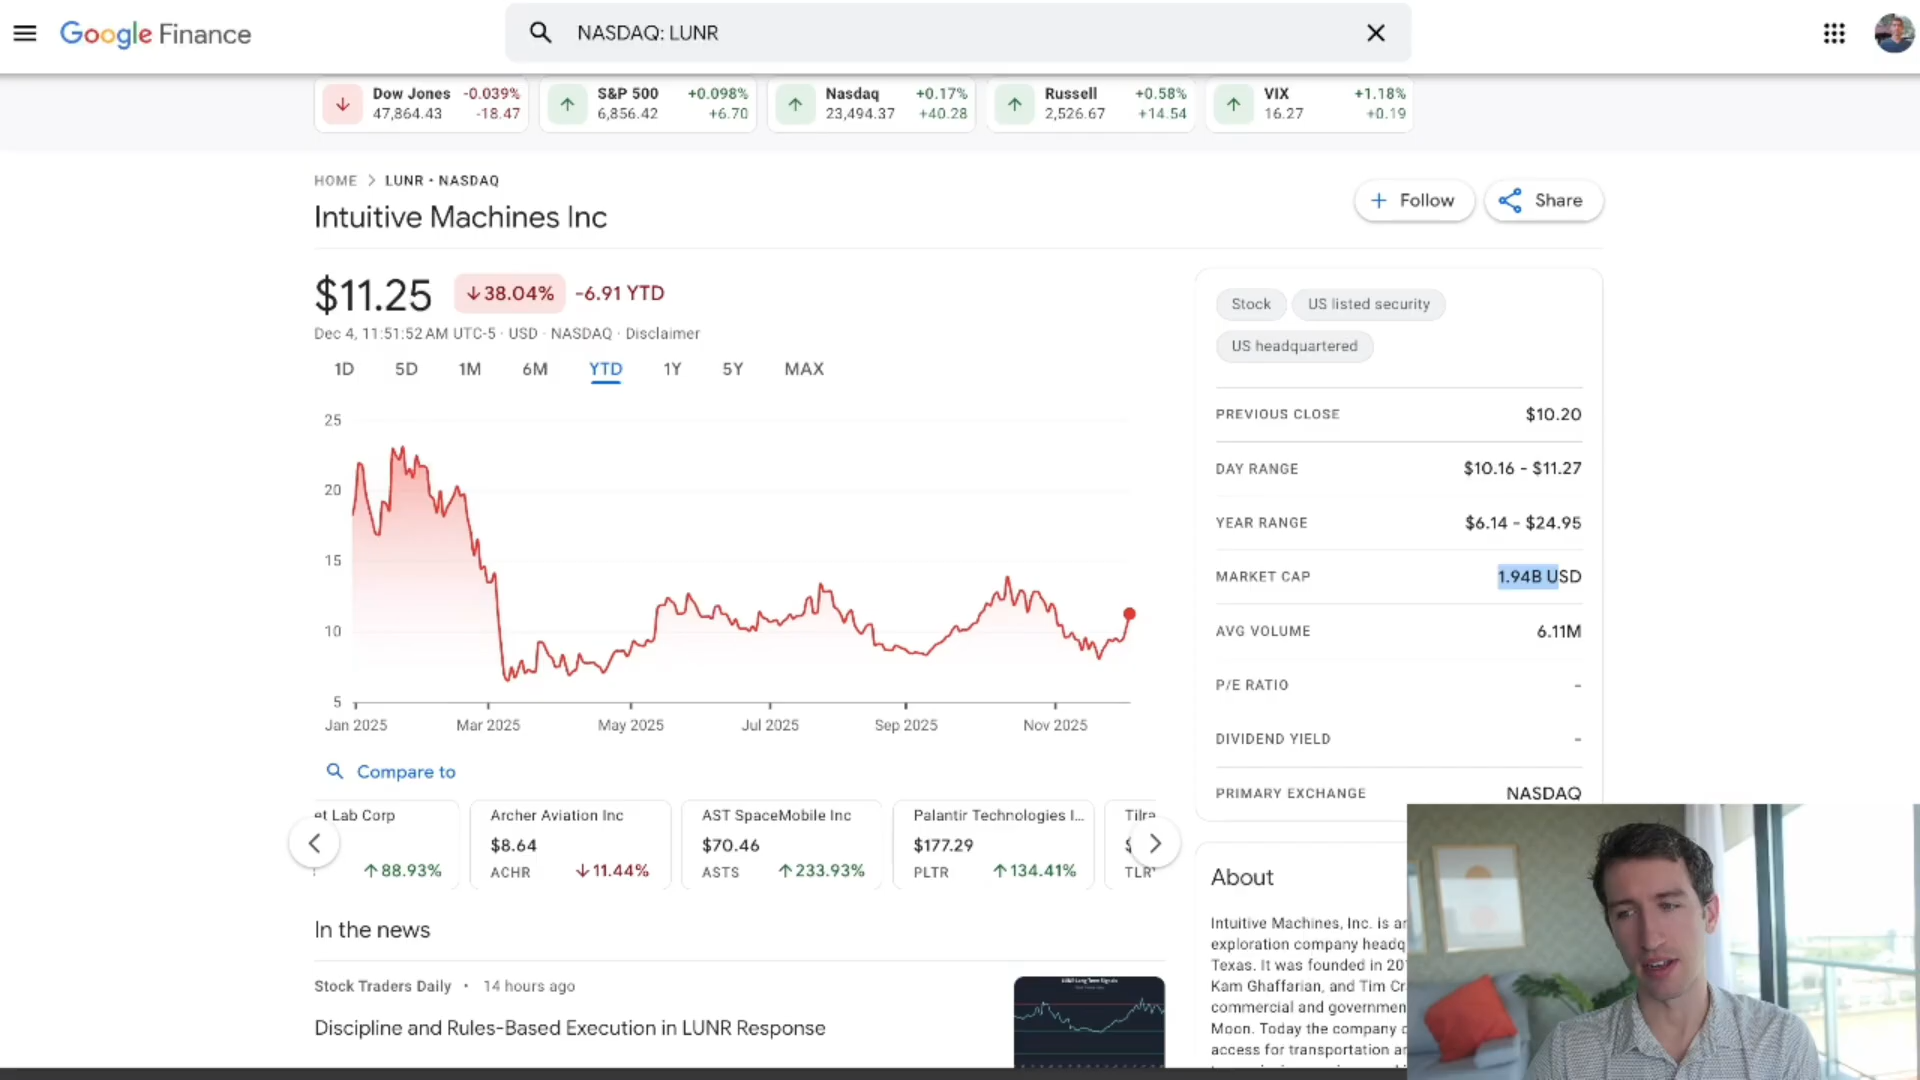 Google Finance
NASDAQ: LUNR
Dow Jones -0.039%
47,864.43 -18.47
S&P 500 +0.098%
6,856.42 +6.70
Nasdaq +0.17%
23,494.37 +40.28
Russell +0.58%
2,526.67 +14.54
VIX +1.18%
16.27 +0.19
HOME > LUNR • NASDAQ
Intuitive Machines Inc
+ Follow
Share
$11.25 ↓38.04% -6.91 YTD
Dec 4, 11:51:52 AM UTC-5 · USD · NASDAQ · Disclaimer
1D 5D 1M 6M YTD 1Y 5Y MAX
25
20
15
10
5
Jan 2025 Mar 2025 May 2025 Jul 2025 Sep 2025 Nov 2025
Stock
US listed security
US headquartered
PREVIOUS CLOSE $10.20
DAY RANGE $10.16 - $11.27
YEAR RANGE $6.14 - $24.95
MARKET CAP 1.94B USD
AVG VOLUME 6.11M
P/E RATIO -
DIVIDEND YIELD -
PRIMARY EXCHANGE NASDAQ
Compare to
et Lab Corp
↑88.93%
Archer Aviation Inc
$8.64
ACHR ↓11.44%
AST SpaceMobile Inc
$70.46
ASTS ↑233.93%
Palantir Technologies I...
$177.29
PLTR ↑134.41%
Tilra
TLR
In the news
Stock Traders Daily • 14 hours ago
Discipline and Rules-Based Execution in LUNR Response
About
Intuitive Machines, Inc. is an
exploration company headq
Texas. It was founded in 20
Kam Ghaffarian, and Tim Cr
commercial and governmen
Moon. Today the company
access for transportation a